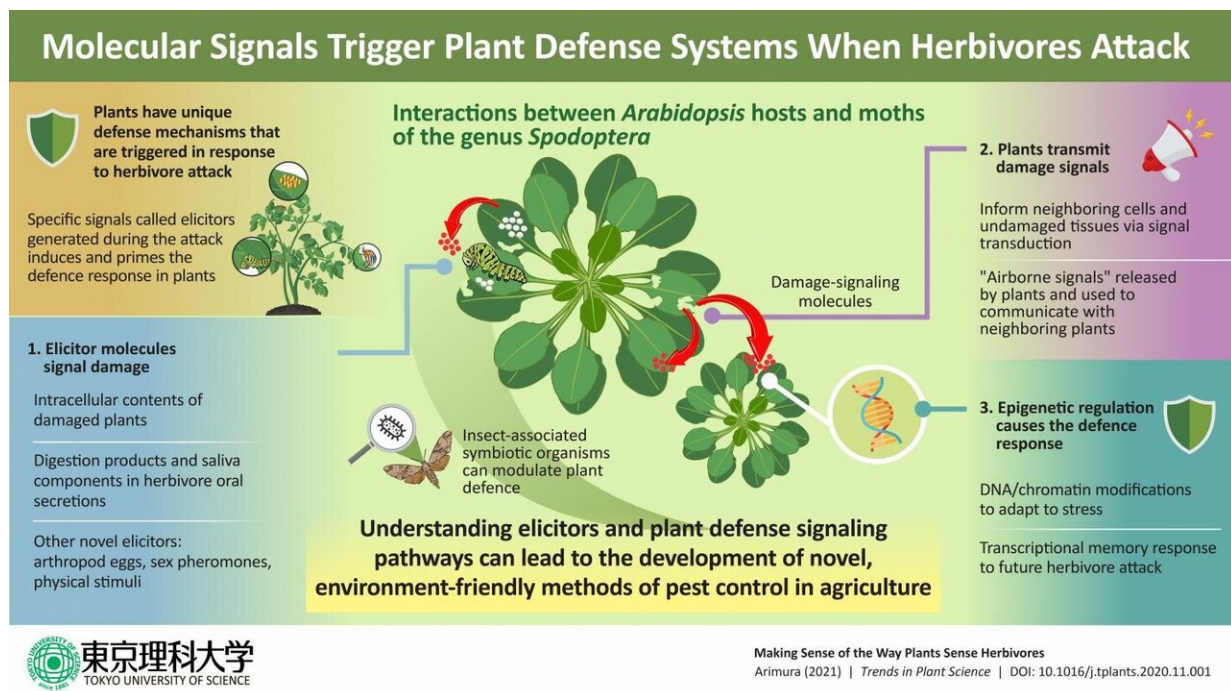 Molecular Signals Trigger Plant Defense Systems When Herbivores Attack
Plants have unique
defense mechanisms that
are triggered in response
to herbivore attack
Specific signals called elicitors
generated during the attack
induces and primes the
defence response in plants
1. Elicitor molecules
signal damage
Intracellular contents of
damaged plants
Digestion products and saliva
components in herbivore oral
secretions
Other novel elicitors:
arthropod eggs, sex pheromones,
physical stimuli
Interactions between Arabidopsis hosts and moths
of the genus Spodoptera
Damage-signaling
molecules
Insect-associated
symbiotic organisms
can modulate plant
defence
Understanding elicitors and plant defense signaling
pathways can lead to the development of novel,
environment-friendly methods of pest control in agriculture
2. Plants transmit
damage signals
Inform neighboring cells and
undamaged tissues via signal
transduction
"Airborne signals" released
by plants and used to
communicate with
neighboring plants
3. Epigenetic regulation
causes the defence
response
DNA/chromatin modifications
to adapt to stress
Transcriptional memory response
to future herbivore attack
TOKYO UNIVERSITY OF SCIENCE
since 1881
東京理科大学
TOKYO UNIVERSITY OF SCIENCE
Making Sense of the Way Plants Sense Herbivores
Arimura (2021) | Trends in Plant Science | DOI: 10.1016/j.tplants.2020.11.001